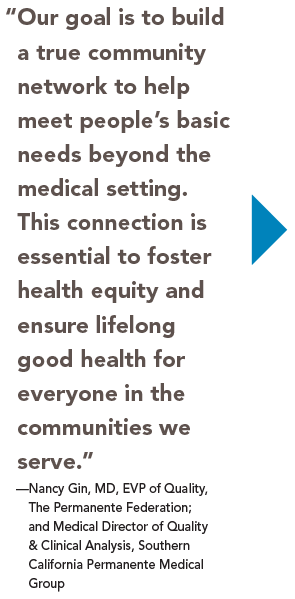 “Our goal is to build
a true community
network to help
meet people’s basic
needs beyond the
medical setting.
This connection is
essential to foster
health equity and
ensure lifelong
good health for
everyone in the
communities we
serve.”
—Nancy Gin, MD, EVP of Quality,
The Permanente Federation;
and Medical Director of Quality
& Clinical Analysis, Southern
California Permanente Medical
Group